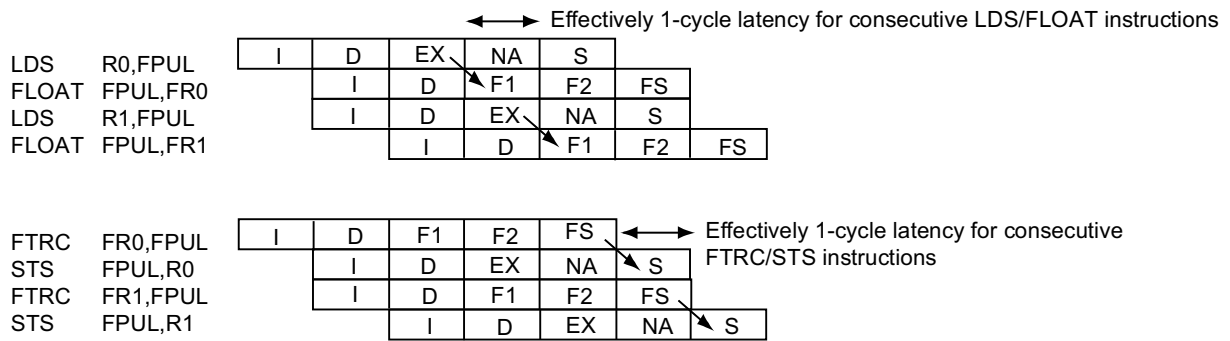 Effectively 1-cycle latency for consecutive LDS/FLOAT instructions
LDS R0,FPUL I D EX NA S
FLOAT FPUL,FR0 I D F1 F2 FS
LDS R1,FPUL I D EX NA S
FLOAT FPUL,FR1 I D F1 F2 FS
FTRC FR0,FPUL I D F1 F2 FS Effectively 1-cycle latency for consecutive
FTRC/STS instructions
STS FPUL,R0 I D EX NA S
FTRC FR1,FPUL I D F1 F2 FS
STS FPUL,R1 I D EX NA S